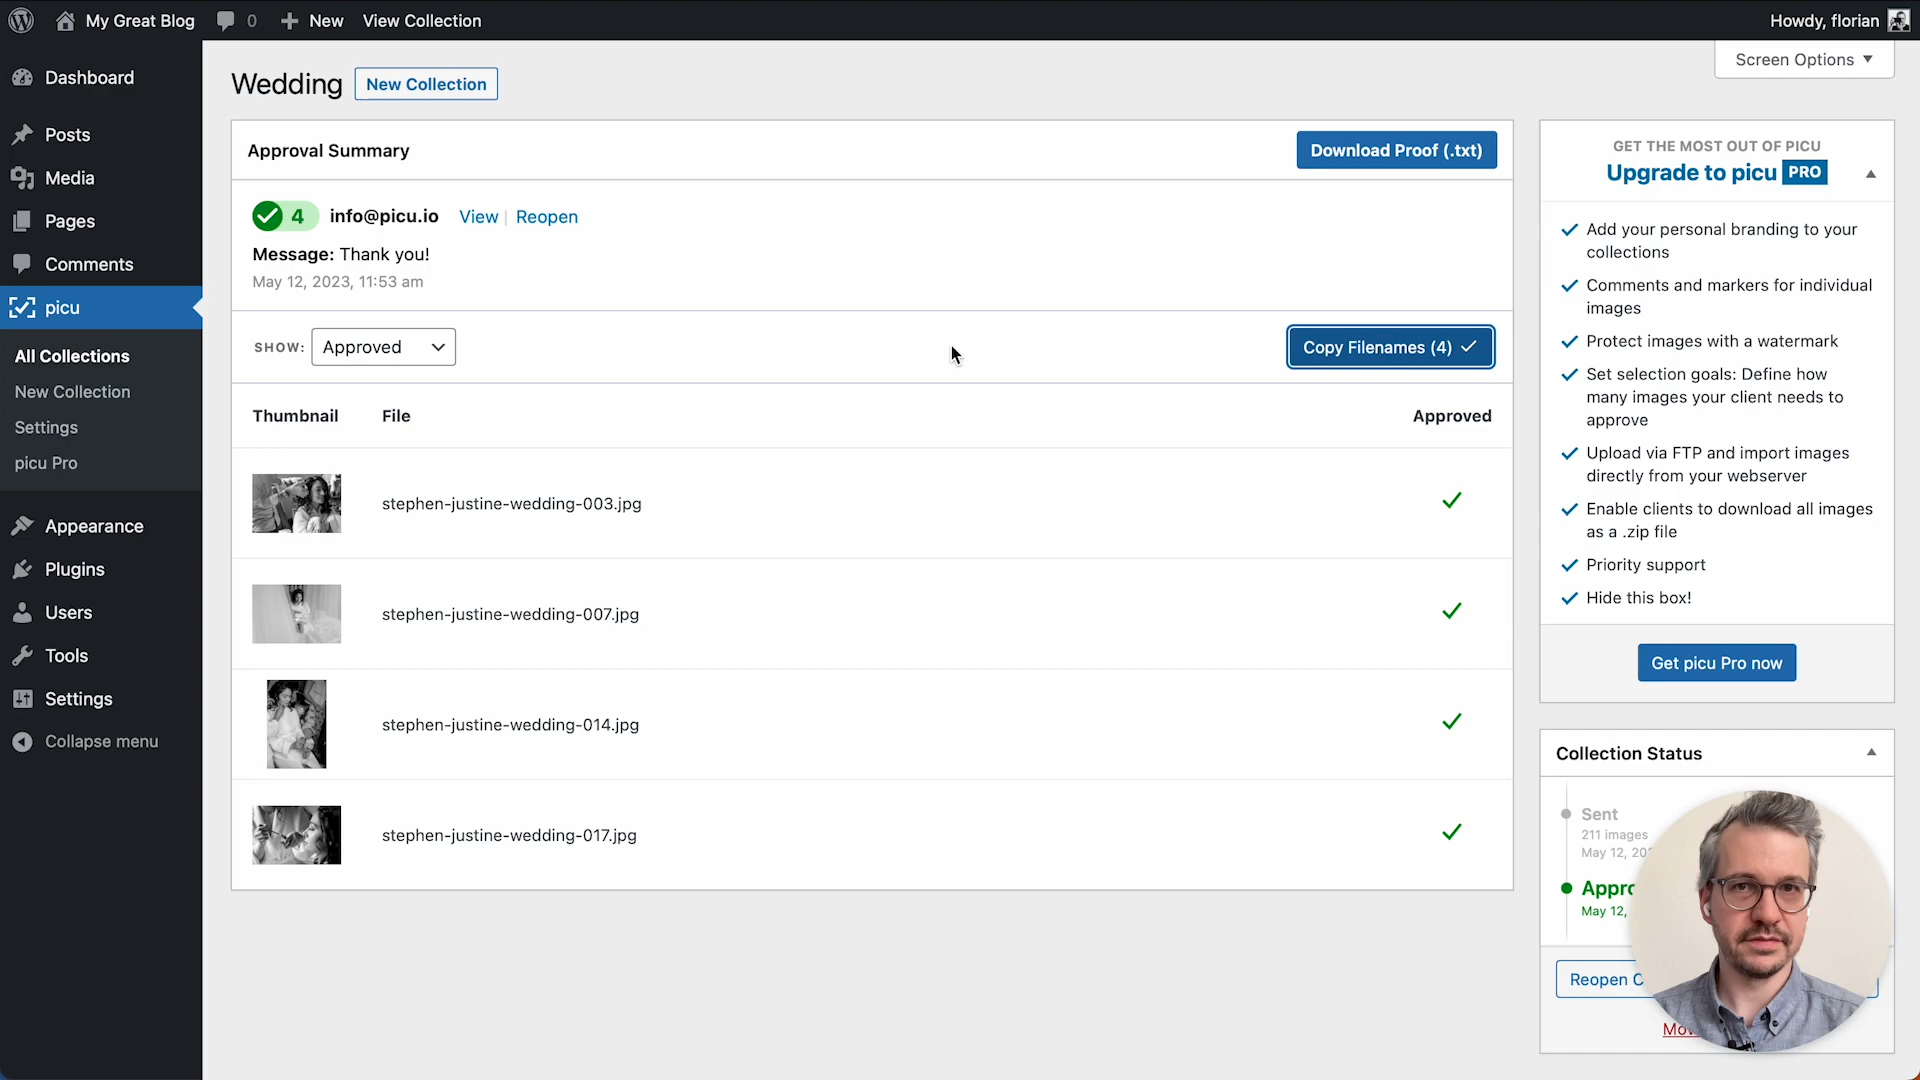 My Great Blog
0
New
View Collection
Howdy, florian
Screen Options
Dashboard
Posts
Media
Pages
Comments
picu
All Collections
New Collection
Settings
picu Pro
Appearance
Plugins
Users
Tools
Settings
Collapse menu
Wedding
New Collection
Approval Summary
Download Proof (.txt)
4 info@picu.io View | Reopen
Message: Thank you!
May 12, 2023, 11:53 am
SHOW: Approved
Copy Filenames (4)
Thumbnail File Approved
stephen-justine-wedding-003.jpg
stephen-justine-wedding-007.jpg
stephen-justine-wedding-014.jpg
stephen-justine-wedding-017.jpg
GET THE MOST OUT OF PICU
Upgrade to picu PRO
Add your personal branding to your
collections
Comments and markers for individual
images
Protect images with a watermark
Set selection goals: Define how
many images your client needs to
approve
Upload via FTP and import images
directly from your webserver
Enable clients to download all images
as a .zip file
Priority support
Hide this box!
Get picu Pro now
Collection Status
Sent
211 images
May 12,
May 12,
Reopen